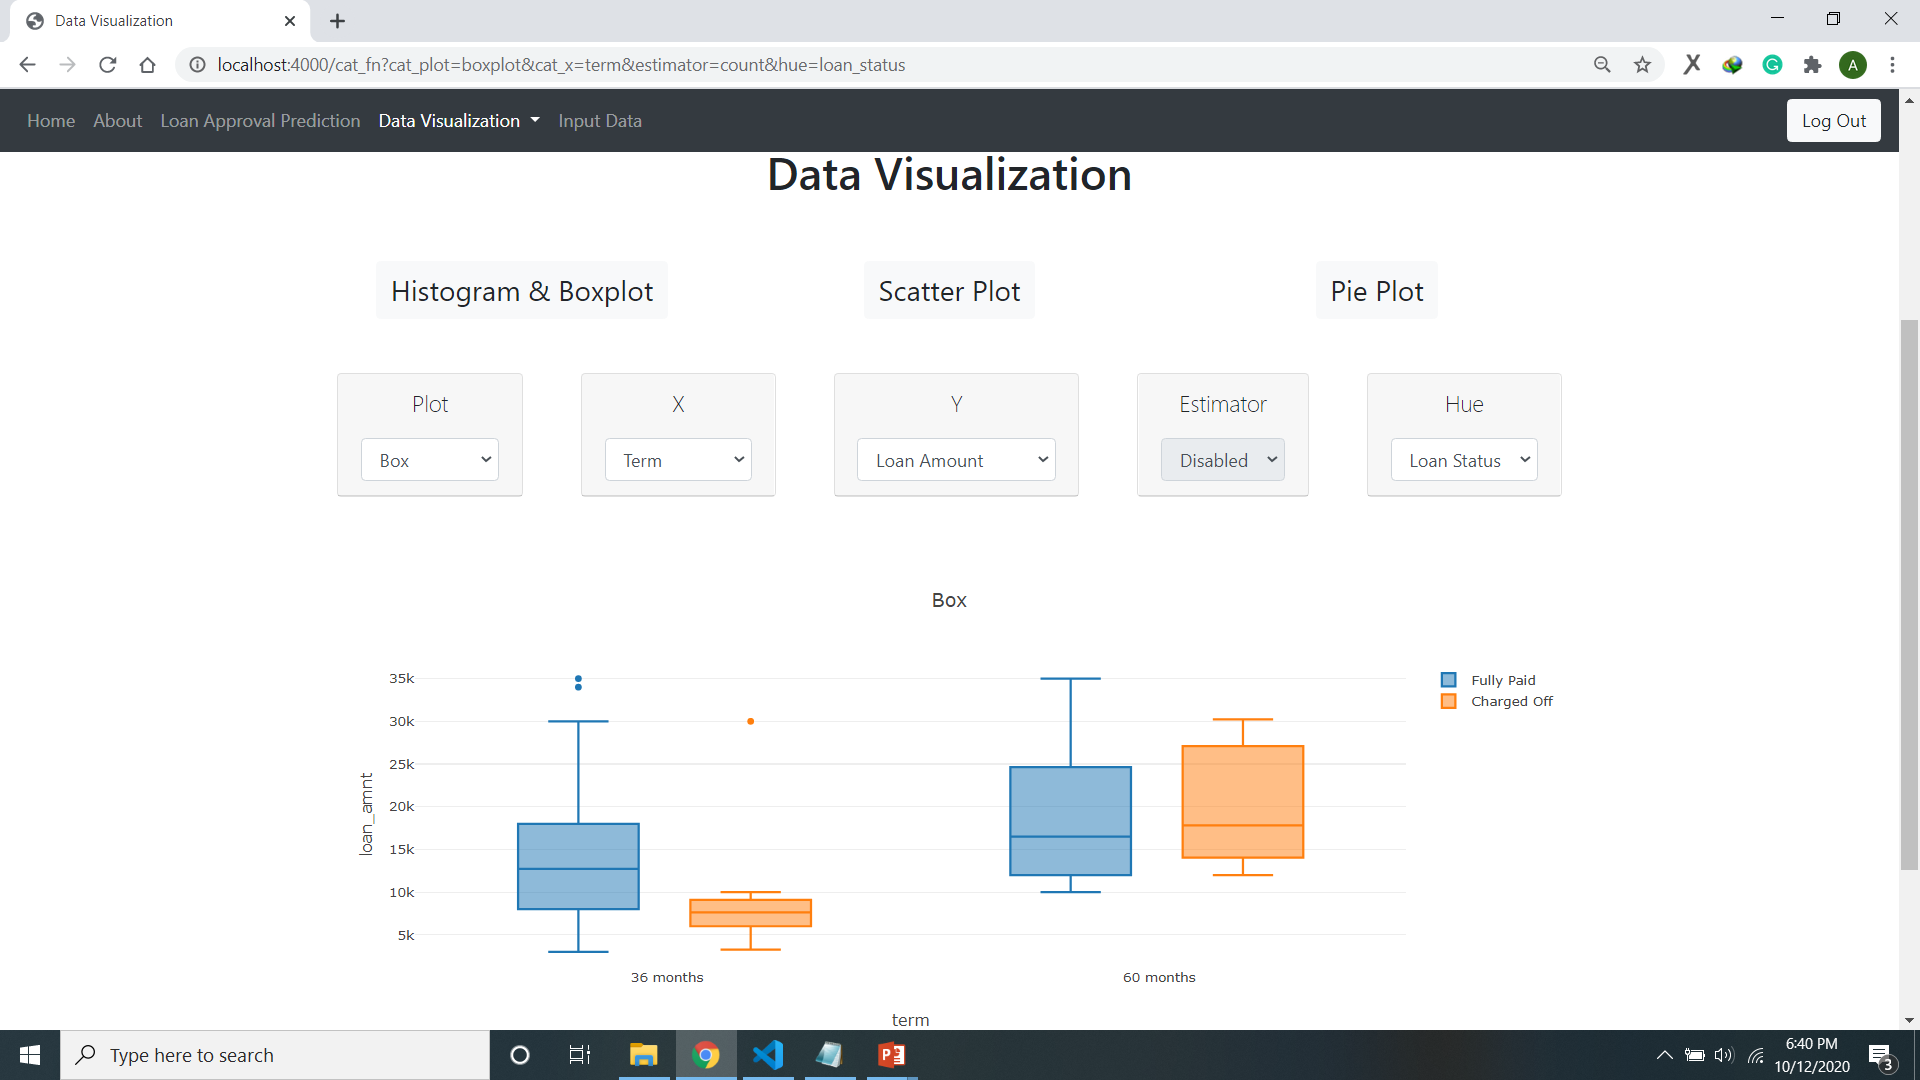 Data Visualization
localhost:4000/cat_fn?cat_plot=boxplot&cat_x=term&estimator=count&hue=loan_status
A
Home About Loan Approval Prediction Data Visualization Input Data Log Out
Data Visualization
Histogram & Boxplot Scatter Plot Pie Plot
Plot X Y Estimator Hue
Box Term Loan Amount Disabled Loan Status
Box
35k
30k
25k
20k
15k
10k
5k
loan_amnt
Fully Paid
Charged Off
36 months 60 months
term
Type here to search
6:40 PM
10/12/2020
3